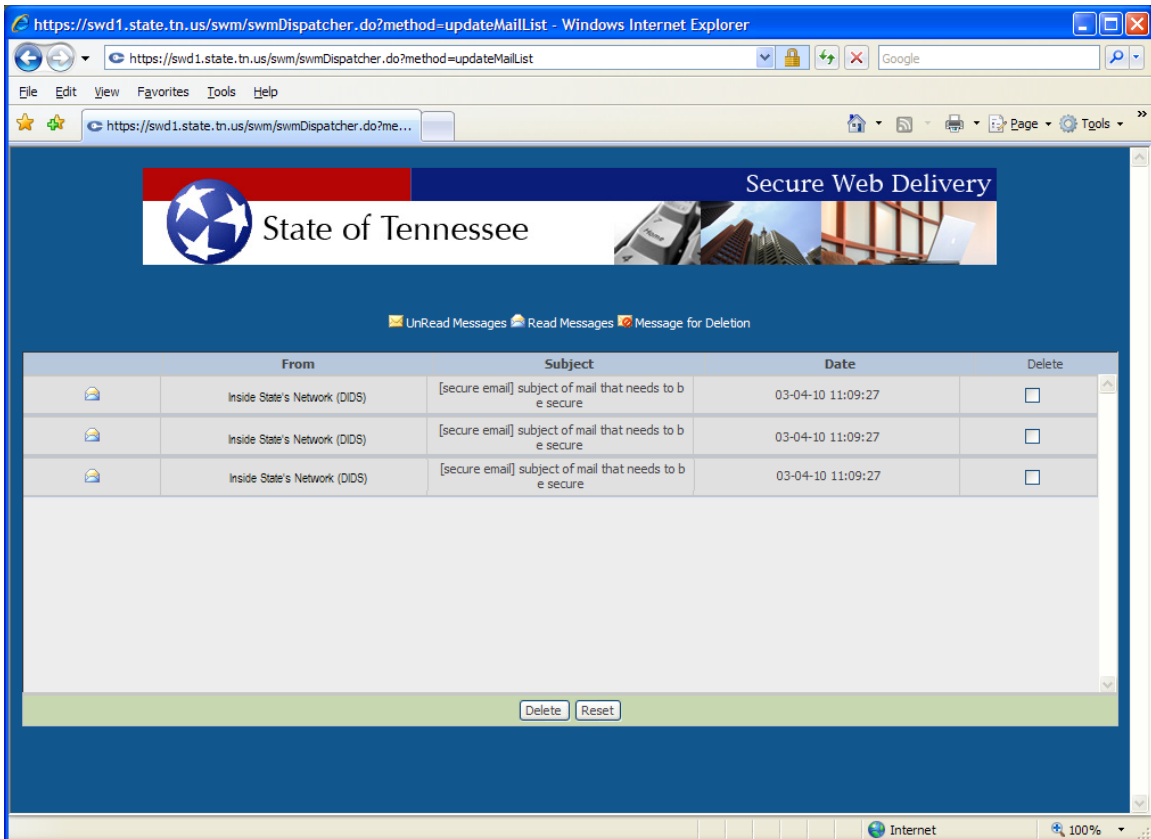 https://swd1.state.tn.us/swm/swmDispatcher.do?method=updateMailList - Windows Internet Explorer
https://swd1.state.tn.us/swm/swmDispatcher.do?method=updateMailList
Google
File Edit View Favorites Tools Help
https://swd1.state.tn.us/swm/swmDispatcher.do?me...
Page Tools »
Secure Web Delivery
State of Tennessee
Home
UnRead Messages Read Messages Message for Deletion
From Subject Date Delete
Inside State's Network (DIDS) [secure email] subject of mail that needs to b 03-04-10 11:09:27
e secure
Inside State's Network (DIDS) [secure email] subject of mail that needs to b 03-04-10 11:09:27
e secure
Inside State's Network (DIDS) [secure email] subject of mail that needs to b 03-04-10 11:09:27
e secure
Delete Reset
Internet 100%